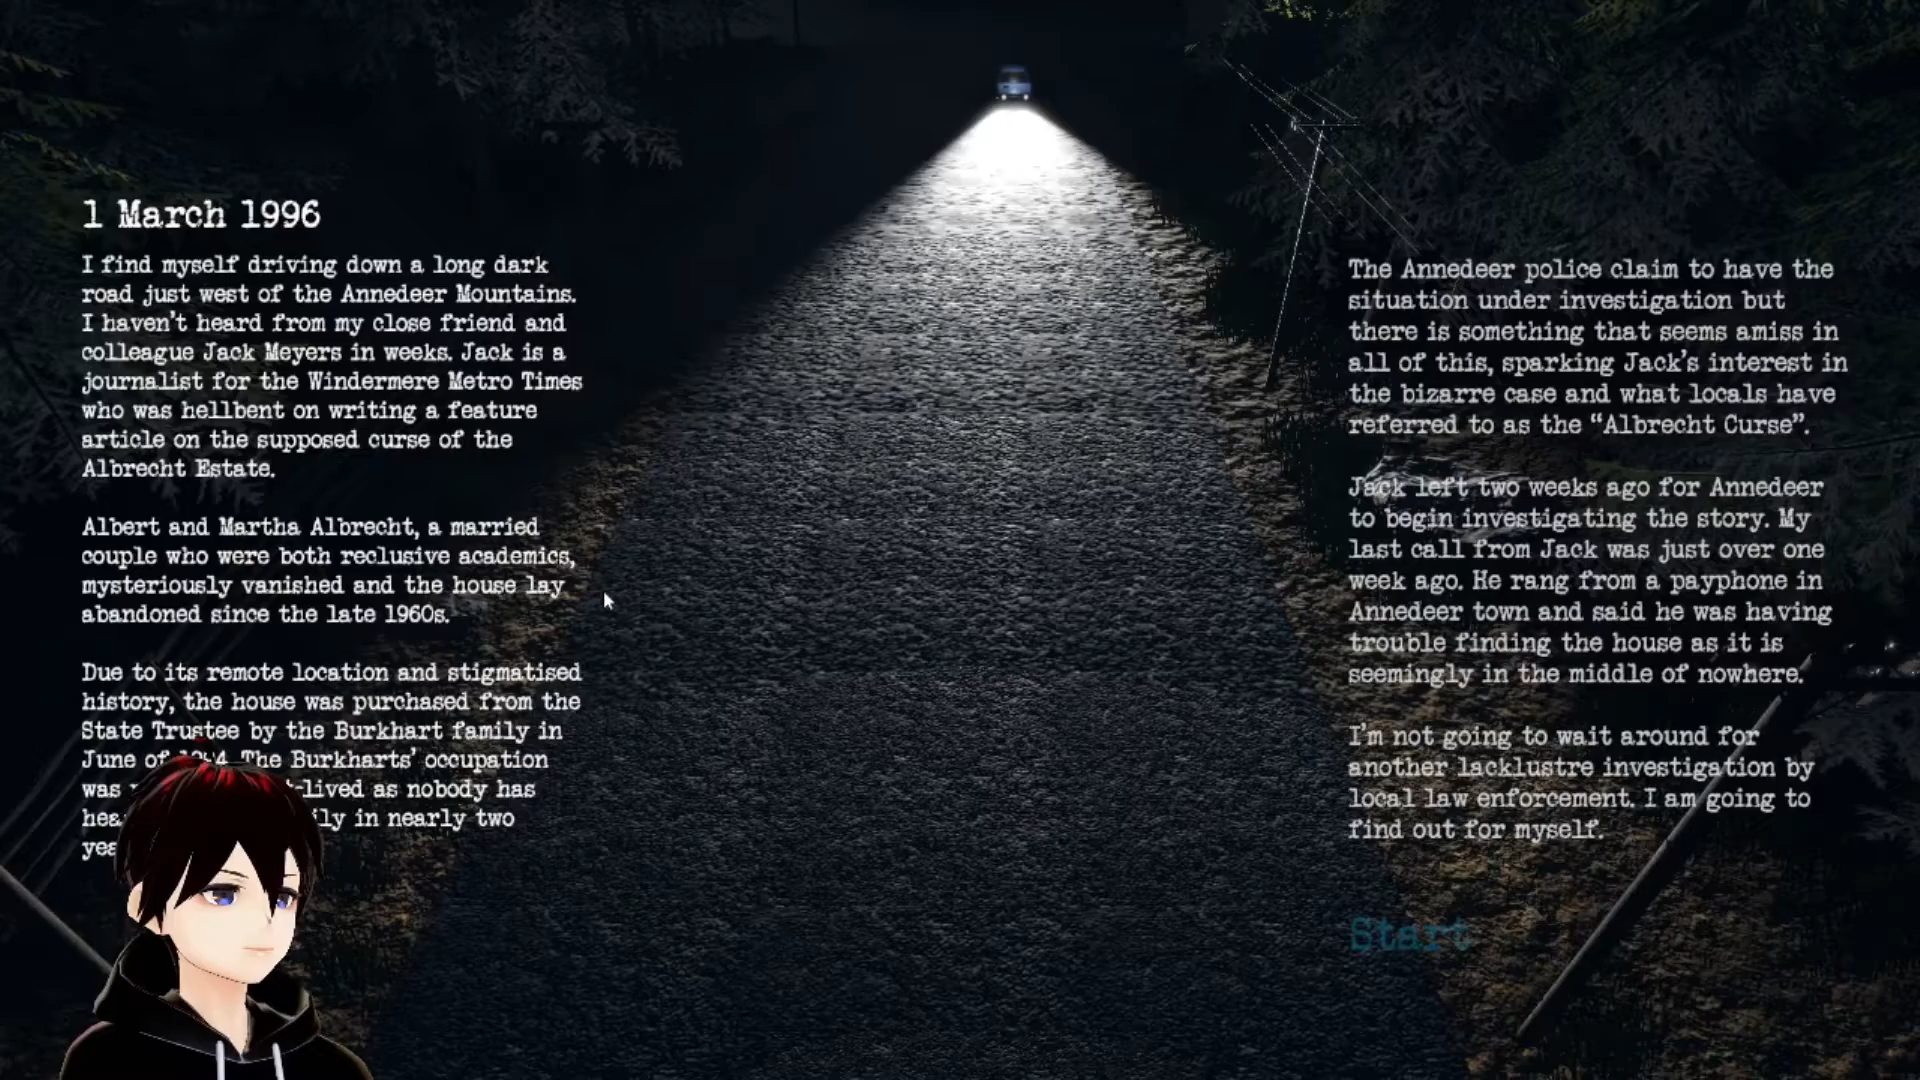 1 March 1996
I find myself driving down a long dark
road just west of the Annedeer Mountains.
I haven't heard from my close friend and
colleague Jack Meyers in weeks. Jack is a
journalist for the Windermere Metro Times
who was hellbent on writing a feature
article on the supposed curse of the
Albrecht Estate.
Albert and Martha Albrecht, a married
couple who were both reclusive academics,
mysteriously vanished and the house lay
abandoned since the late 1960s.
Due to its remote location and stigmatised
history, the house was purchased from the
State Trustee by the Burkhart family in
June of The Burkharts' occupation
was -lived as nobody has
in nearly two
The Annedeer police claim to have the
situation under investigation but
there is something that seems amiss in
all of this, sparking Jack's interest in
the bizarre case and what locals have
referred to as the “Albrecht Curse”.
Jack left two weeks ago for Annedeer
to begin investigating the story. My
last call from Jack was just over one
week ago. He rang from a payphone in
Annedeer town and said he was having
trouble finding the house as it is
seemingly in the middle of nowhere.
I'm not going to wait around for
another lacklustre investigation by
local law enforcement. I am going to
find out for myself.
Start